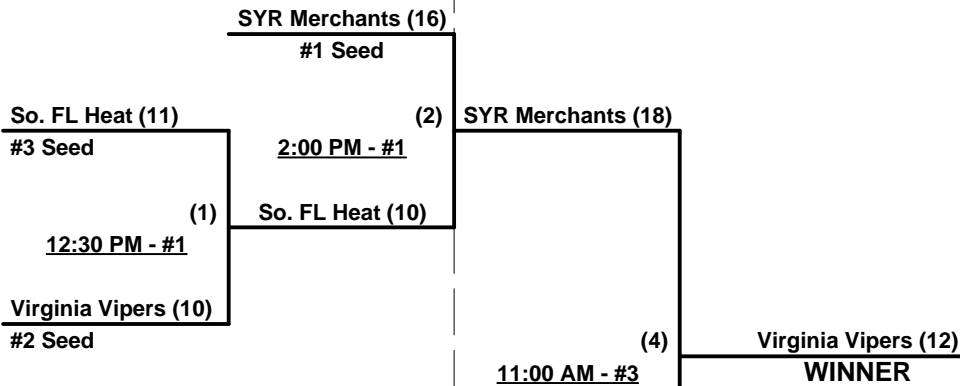 SYR Merchants (16)
#1 Seed
So. FL Heat (11)
#3 Seed
(2)
SYR Merchants (18)
2:00 PM - #1
(1)
So. FL Heat (10)
12:30 PM - #1
Virginia Vipers (10)
#2 Seed
(4)
Virginia Vipers (12)
11:00 AM - #3
WINNER